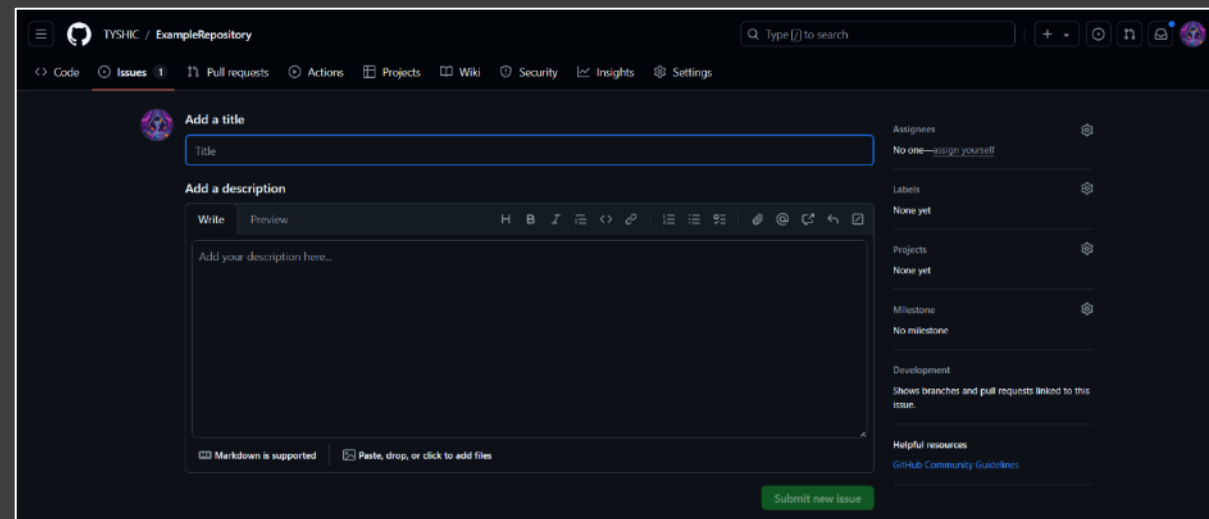 TYSHIC / ExampleRepository
Type / to search
Code Issues 1 Pull requests Actions Projects Wiki Security Insights Settings
Add a title
Title
Add a description
Write Preview
Add your description here...
Markdown is supported
Paste, drop, or click to add files
Submit new issue
Assignees
No one—assign yourself
Labels
None yet
Projects
None yet
Milestone
No milestone
Development
Shows branches and pull requests linked to this
issue.
Helpful resources
GitHub Community Guidelines